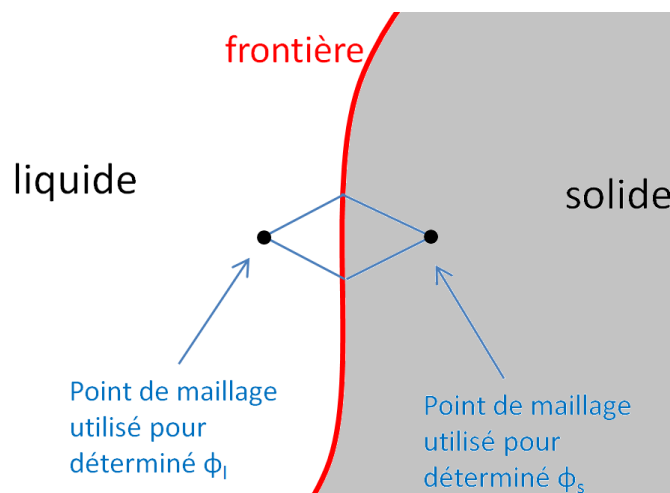 frontière
liquide
solide
Point de maillage
utilisé pour
déterminé ϕₗ
Point de maillage
utilisé pour
déterminé ϕₛ